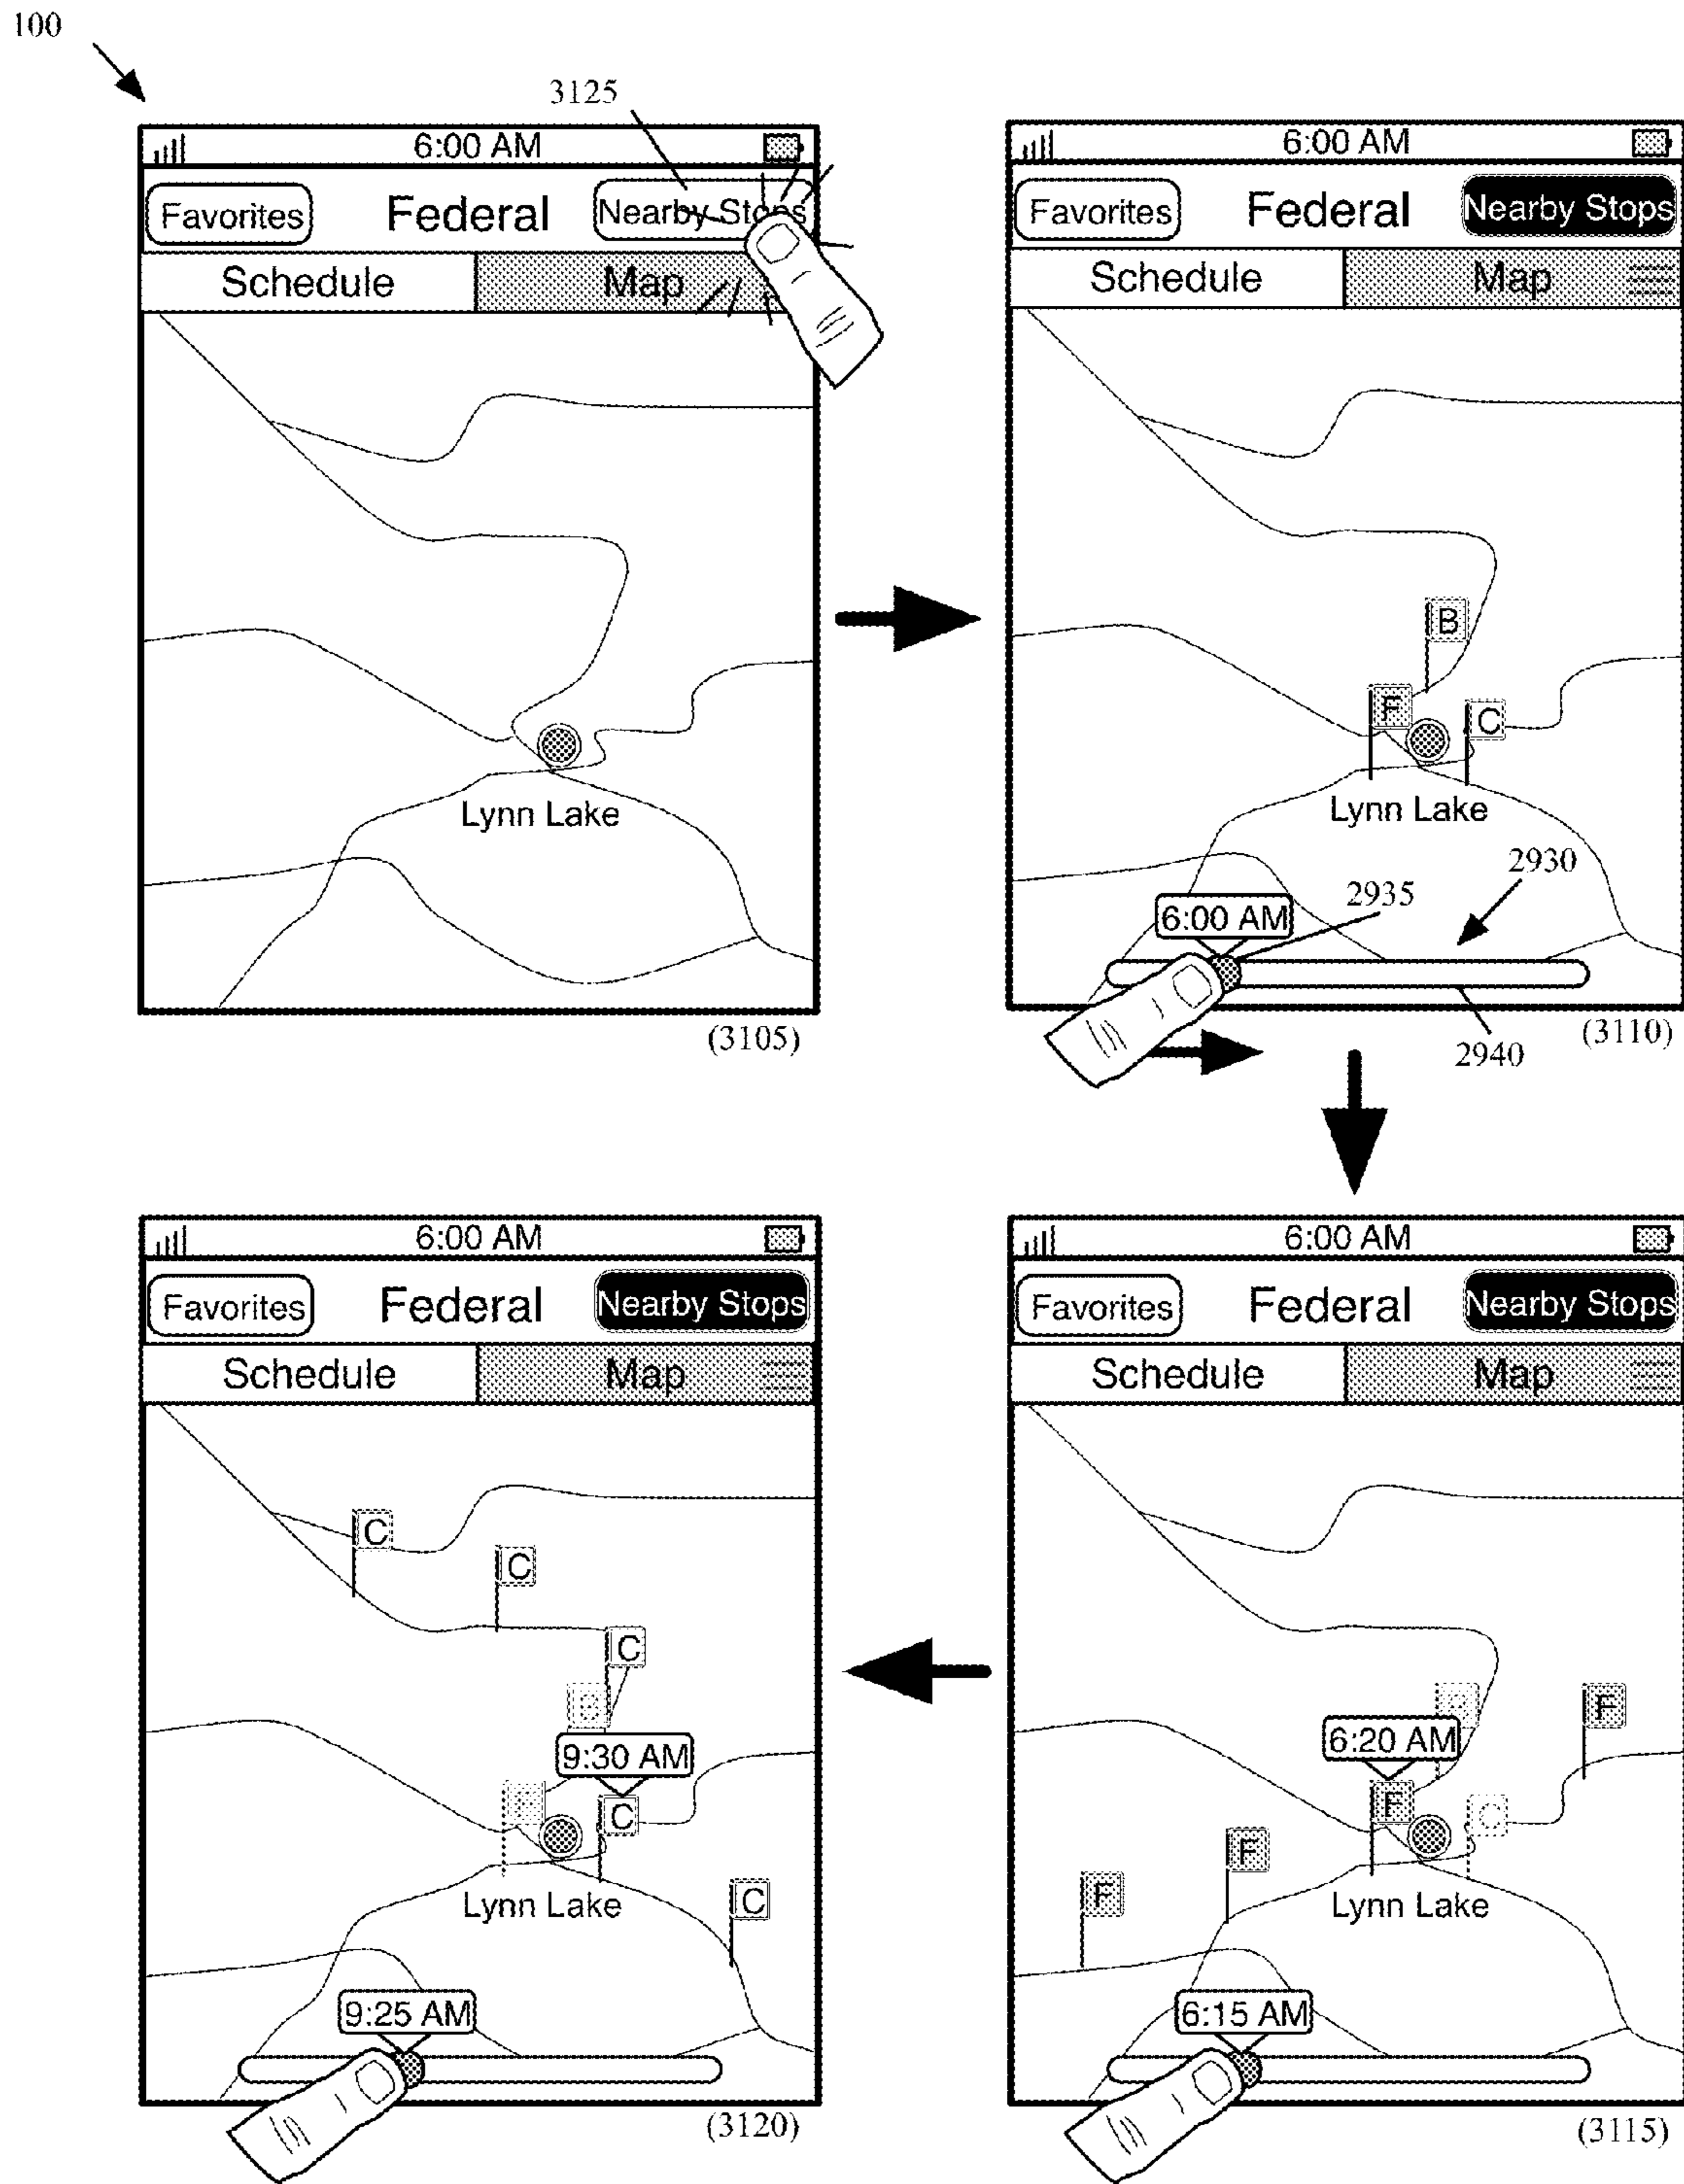 100
3125
6:00 AM
Favorites Federal Nearby Stops
Schedule Map
Lynn Lake
(3105)
6:00 AM
Favorites Federal Nearby Stops
Schedule Map
B
F
C
Lynn Lake
2930
2935
6:00 AM
2940
(3110)
6:00 AM
Favorites Federal Nearby Stops
Schedule Map
C
C
C
9:30 AM
C
Lynn Lake
C
9:25 AM
(3120)
6:00 AM
Favorites Federal Nearby Stops
Schedule Map
F
6:20 AM
F
C
F
F
Lynn Lake
6:15 AM
(3115)